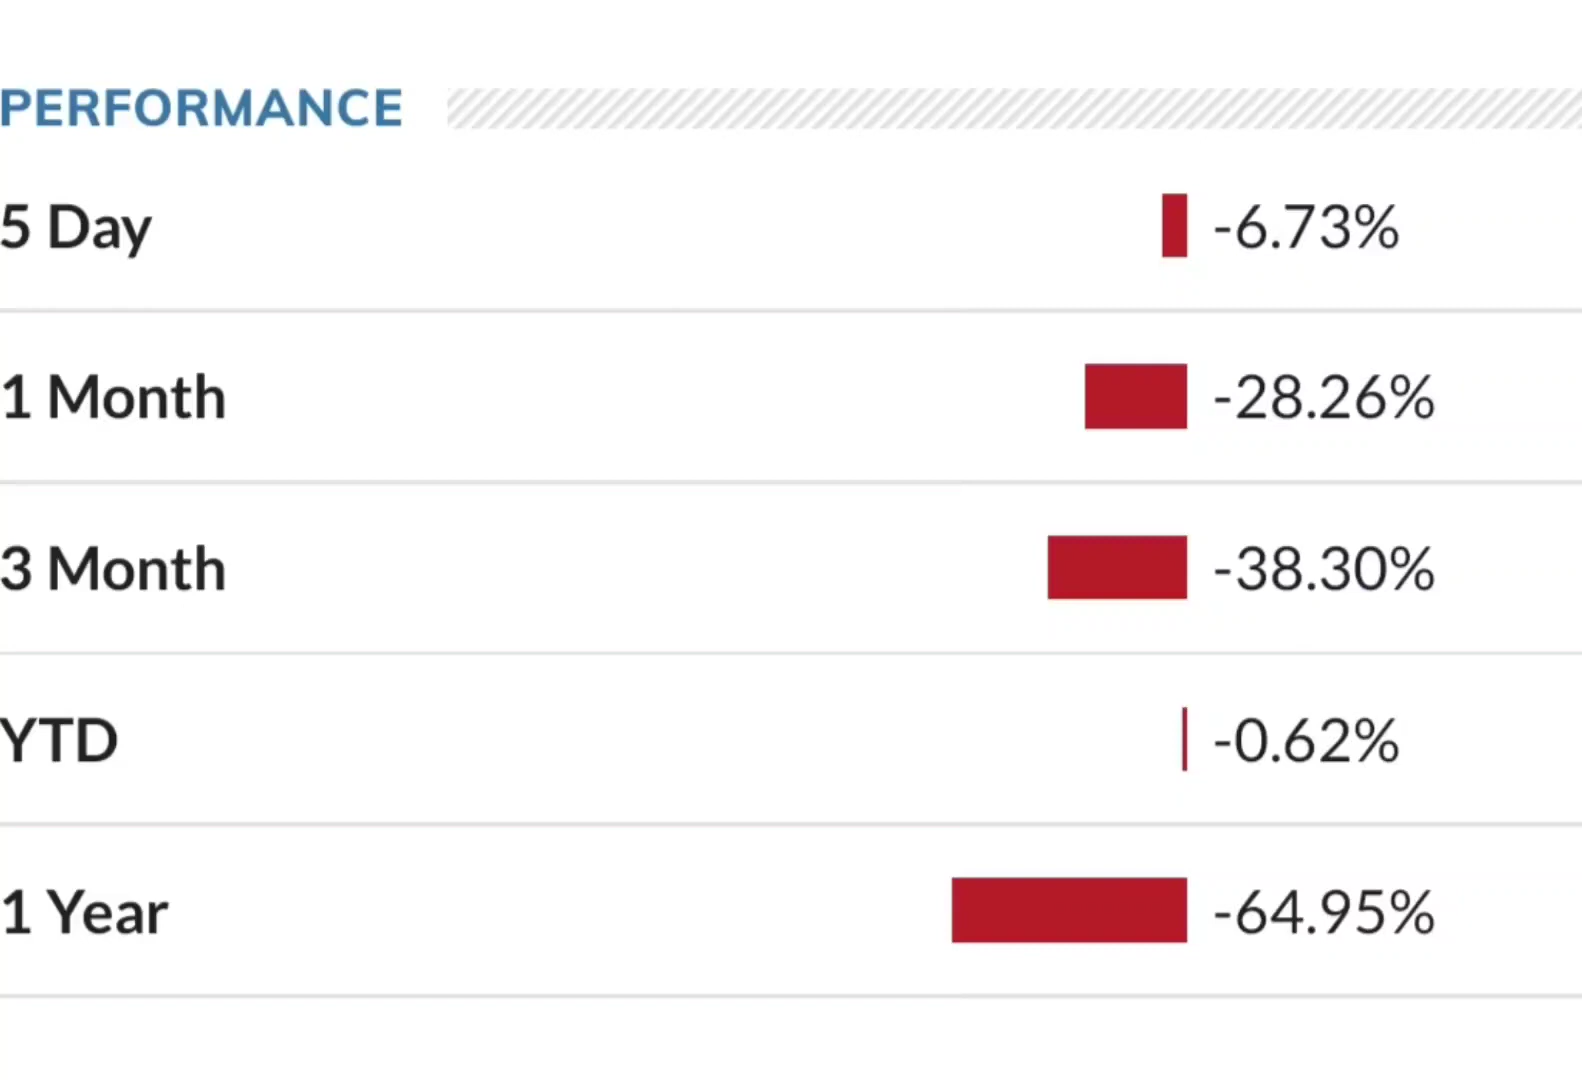 PERFORMANCE
5 Day -6.73%
1 Month -28.26%
3 Month -38.30%
YTD -0.62%
1 Year -64.95%